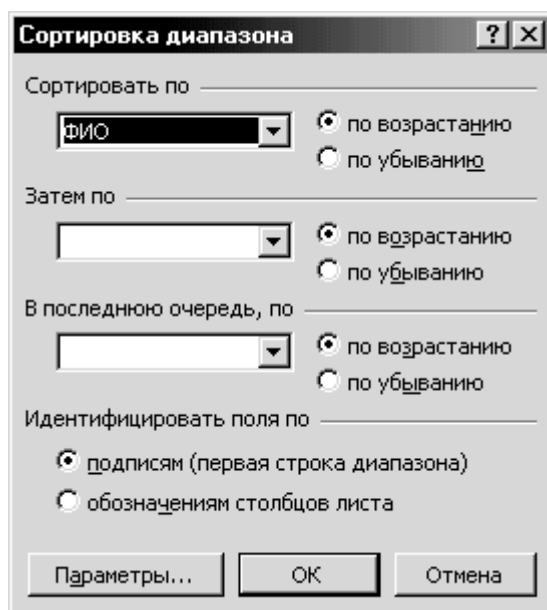 Сортировка диапазона
Сортировать по
ФИО
по возрастанию
по убыванию
Затем по
по возрастанию
по убыванию
В последнюю очередь, по
по возрастанию
по убыванию
Идентифицировать поля по
подписям (первая строка диапазона)
обозначениям столбцов листа
Параметры... ОК Отмена